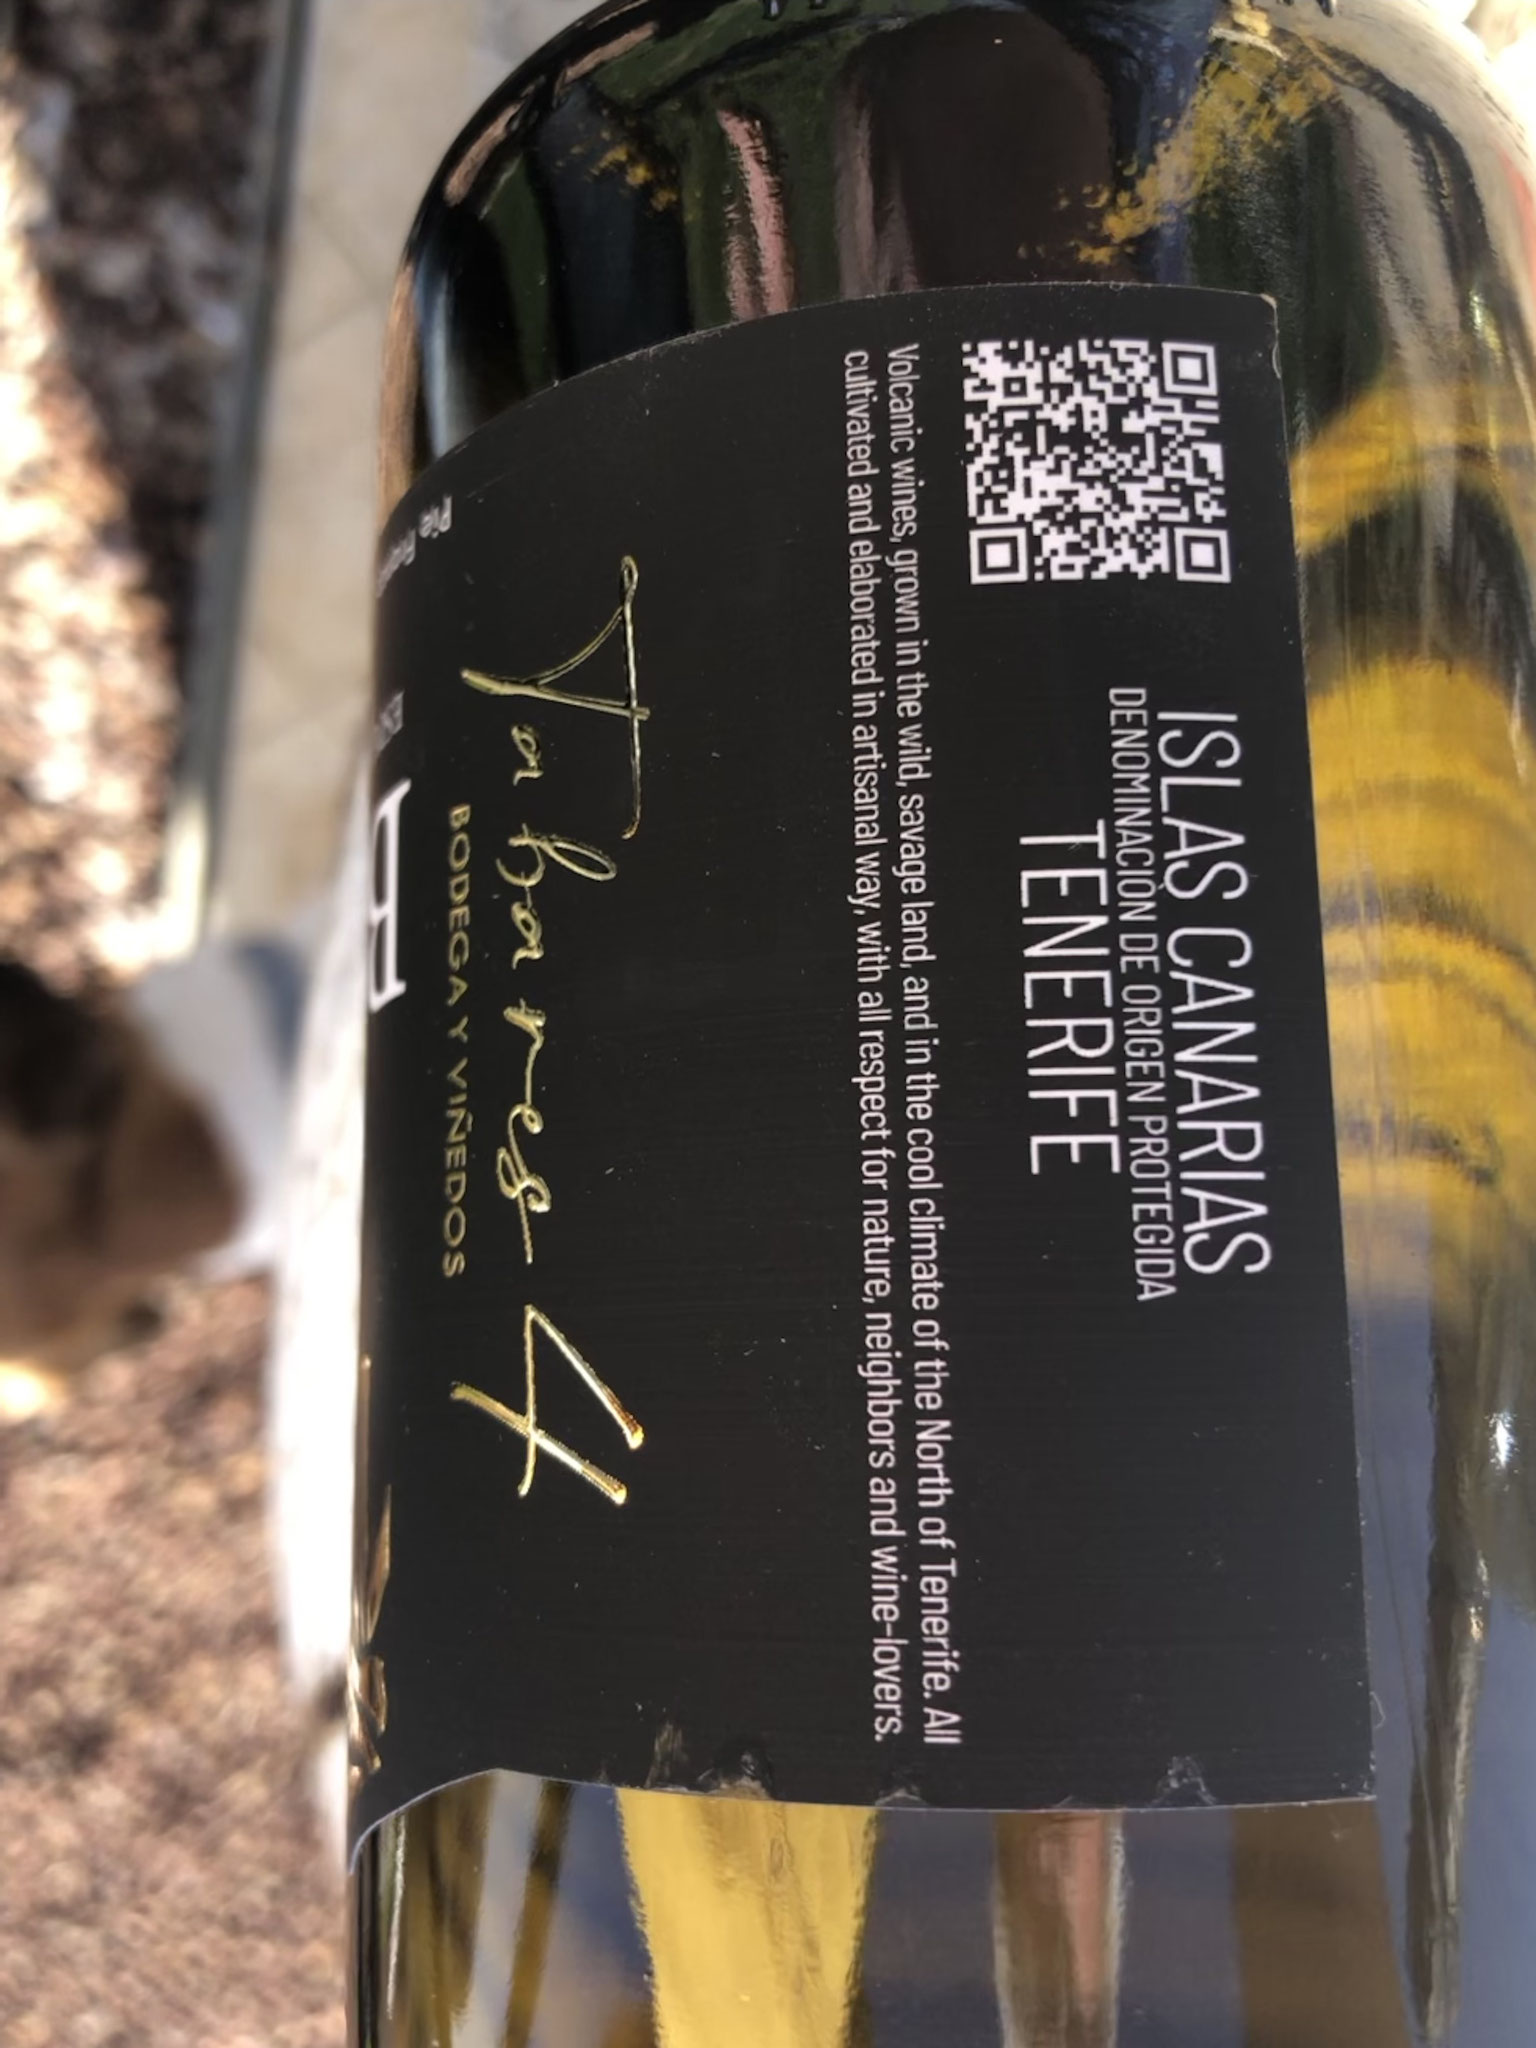 ISLAS CANARIAS
DENOMINACIÓN DE ORIGEN PROTEGIDA
TENERIFE
Volcanic wines, grown in the wild, savage land, and in the cool climate of the North of Tenerife. All
cultivated and elaborated in artisanal way, with all respect for nature, neighbors and wine-lovers.
Tabares 4
BODEGA Y VIÑEDOS
Pie